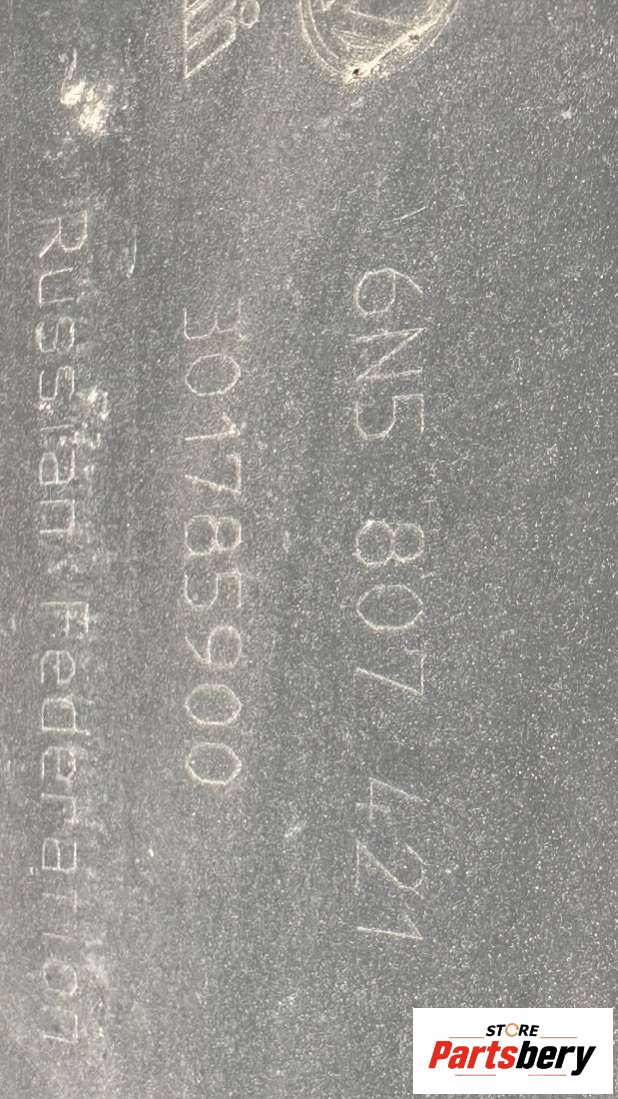 6N5 807 421
301785900
Russian Federation
STORE
Partsbery